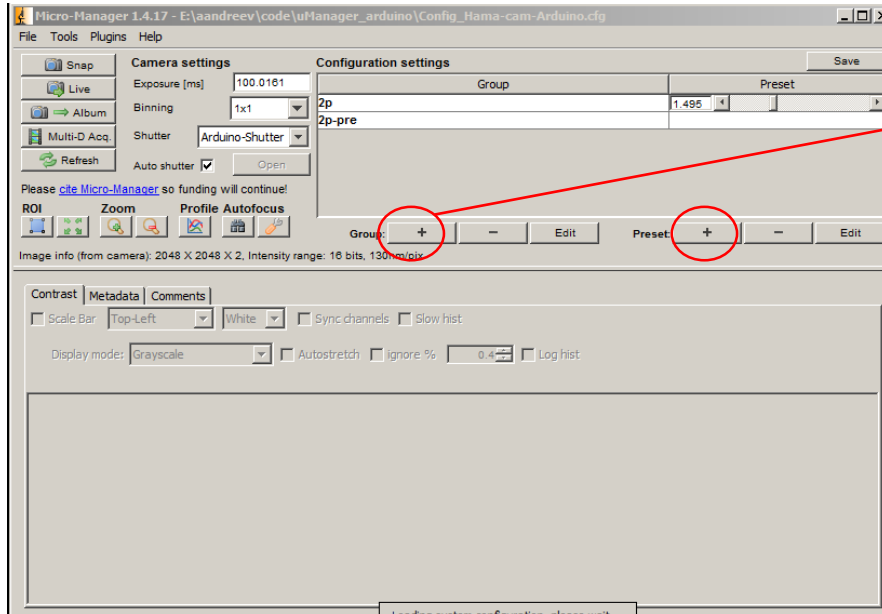 Micro-Manager 1.4.17 - E:\aandreev\code\uManager_arduino\Config_Hama-cam-Arduino.cfg
File Tools Plugins Help
Snap
Live
Album
Multi-D Acq.
Refresh
Camera settings
Exposure [ms] 100.0161
Binning 1x1
Shutter Arduino-Shutter
Auto shutter Open
Configuration settings Save
Group Preset
2p 1.495
2p-pre
Please cite Micro-Manager so funding will continue!
ROI Zoom Profile Autofocus
Group: + - Edit Preset: + - Edit
Image info (from camera): 2048 X 2048 X 2, Intensity range: 16 bits, 130nm/pix
Contrast Metadata Comments
Scale Bar Top-Left White Sync channels Slow hist
Display mode: Grayscale Autostretch ignore % 0.4 Log hist
Loading system configuration, please wait...